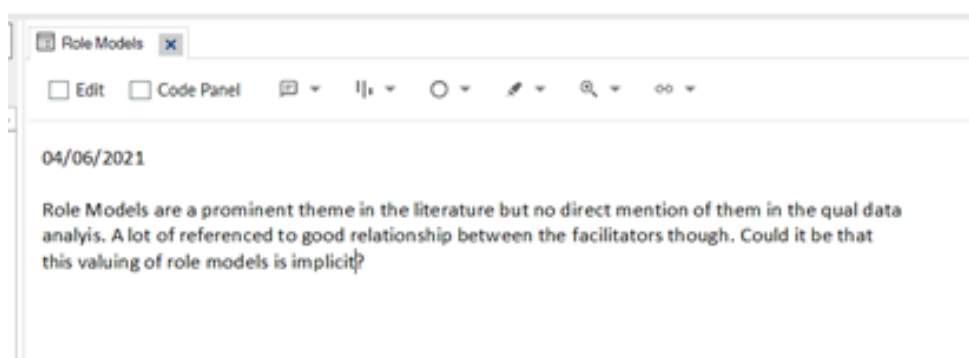 Role Models
Edit Code Panel
04/06/2021
Role Models are a prominent theme in the literature but no direct mention of them in the qual data
analyis. A lot of referenced to good relationship between the facilitators though. Could it be that
this valuing of role models is implicit?